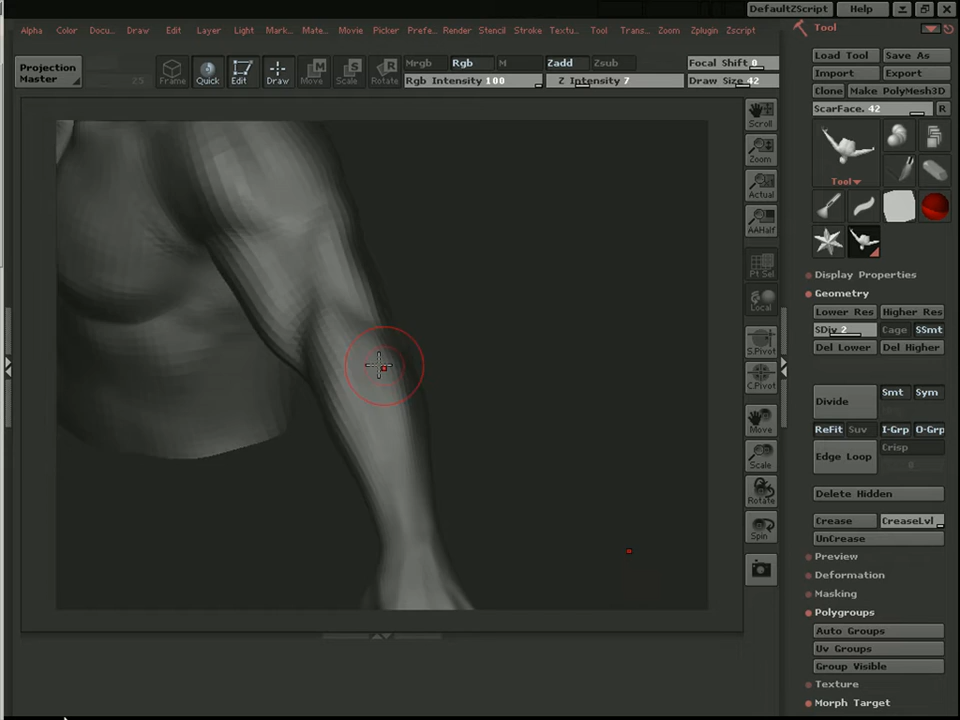 DefaultZScript Help
Alpha Color Docu... Draw Edit Layer Light Mark... Mate... Movie Picker Prefe... Render Stencil Stroke Textu... Tool Trans... Zoom Zplugin Zscript
Tool
Projection Master
25
Frame
Quick
Edit
Draw
Move
Scale
Rotate
Mrgb Rgb M
Rgb Intensity 100
Zadd Zsub
Z Intensity 7
Focal Shift 0
Draw Size 42
Load Tool Save As
Import Export
Clone Make PolyMesh3D
ScarFace. 42 R
Tool
Scroll
Zoom
Actual
AAHalf
Pt Sel
Local
S.Pivot
C.Pivot
Move
Scale
Rotate
Spin
Display Properties
Geometry
Lower Res Higher Res
SDiv 2 Cage SSmt
Del Lower Del Higher
Divide Smt Sym
ReFit Suv I-Grp O-Grp
Edge Loop Crisp
Delete Hidden
Crease CreaseLvl
UnCrease
Preview
Deformation
Masking
Polygroups
Auto Groups
Uv Groups
Group Visible
Texture
Morph Target